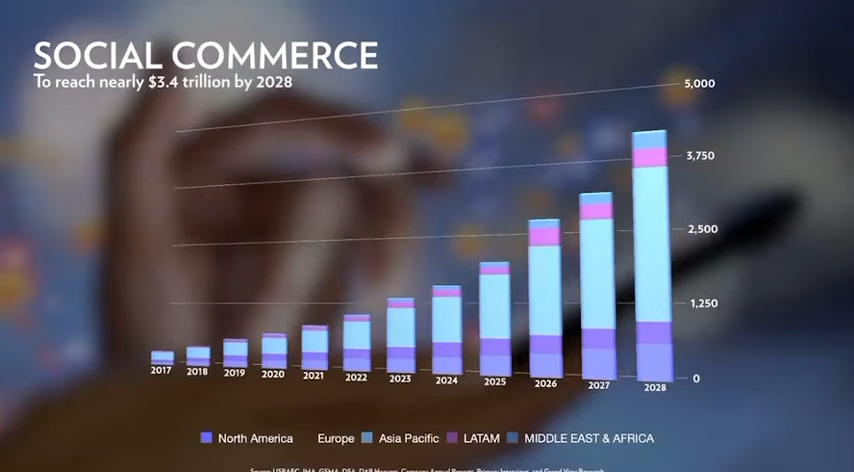 SOCIAL COMMERCE
To reach nearly $3.4 trillion by 2028
5,000
3,750
2,500
1,250
0
2017 2018 2019 2020 2021 2022 2023 2024 2025 2026 2027 2028
North America Europe Asia Pacific LATAM MIDDLE EAST & AFRICA